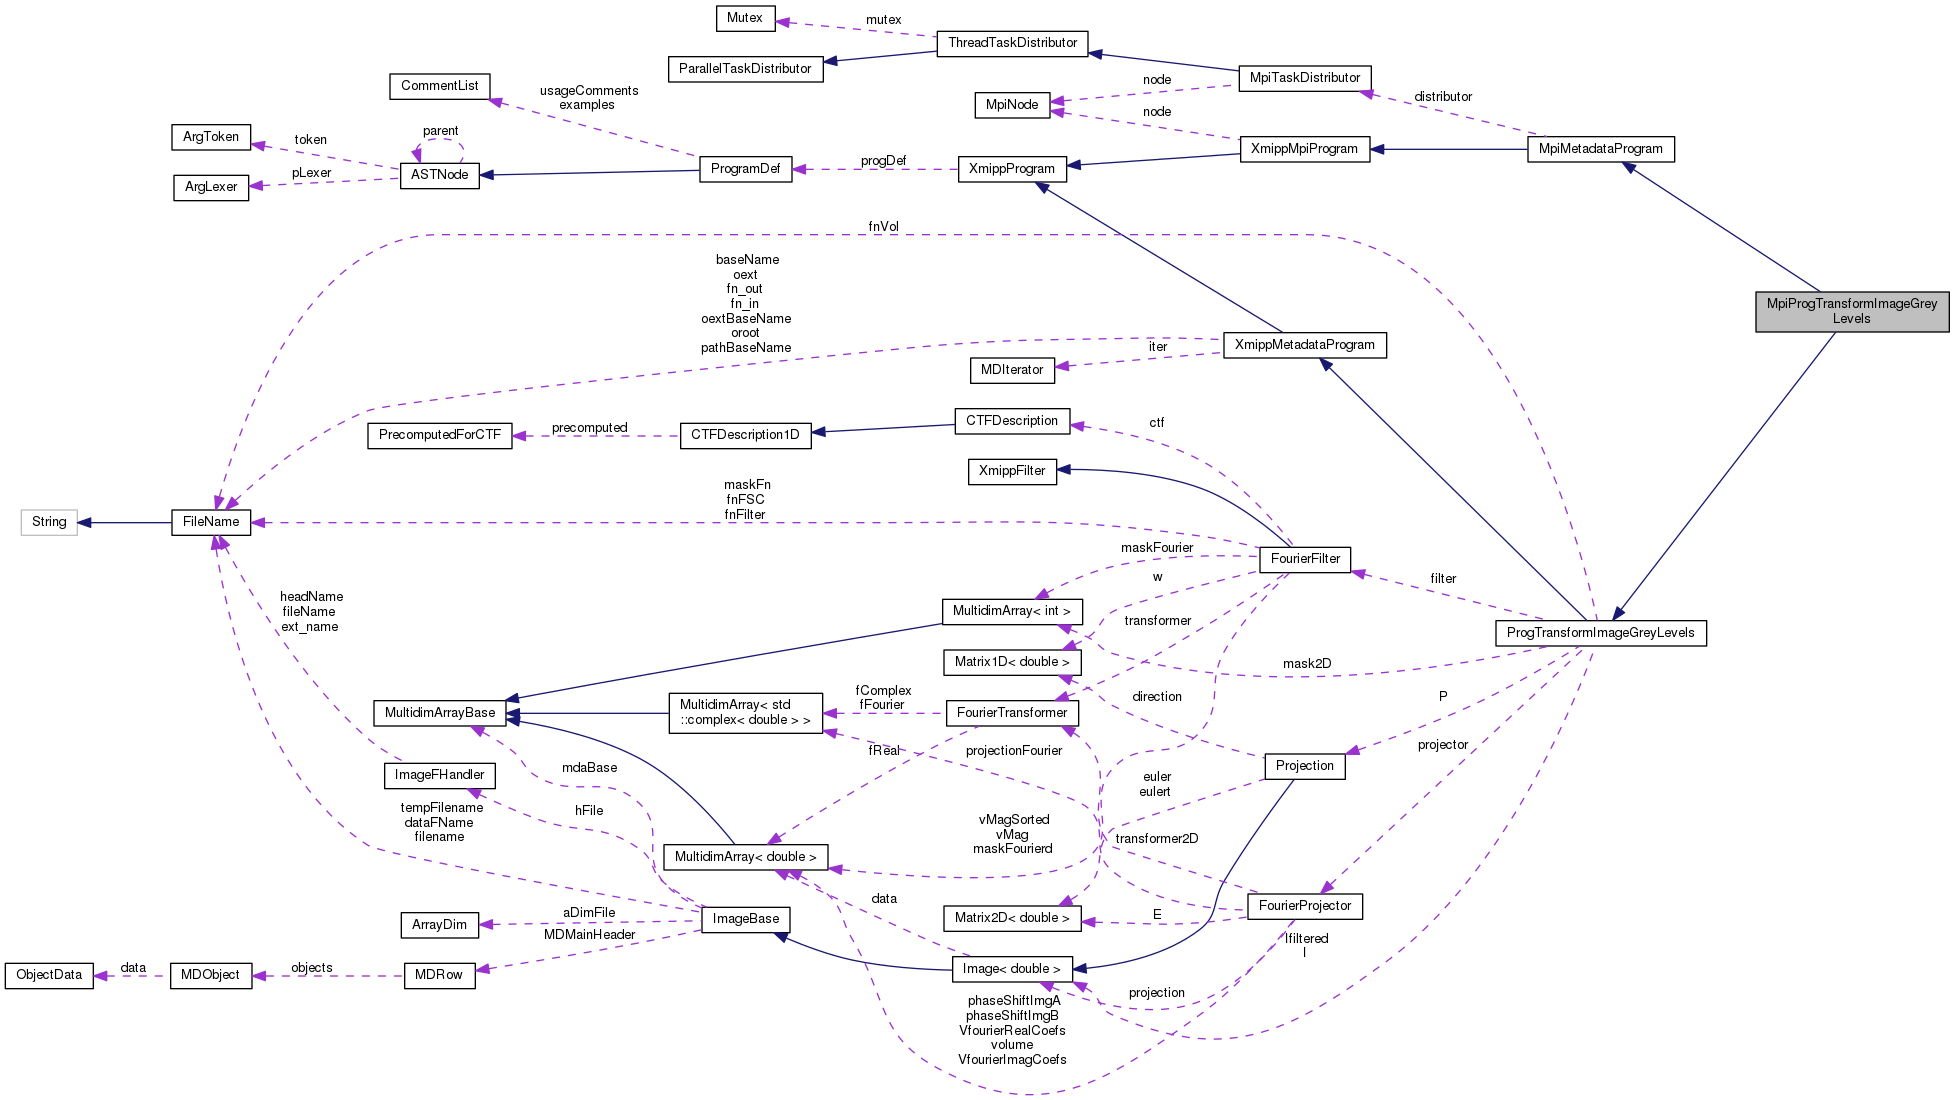 Mutex
mutex
ThreadTaskDistributor
ParallelTaskDistributor
MpiTaskDistributor
CommentList
usageComments
examples
node
MpiNode
node
distributor
ArgToken
token
parent
XmippMpiProgram
MpiMetadataProgram
ProgramDef
progDef
XmippProgram
ArgLexer
pLexer
ASTNode
fnVol
baseName
oext
fn_out
fn_in
oextBaseName
oroot
pathBaseName
MpiProgTransformImageGrey
Levels
XmippMetadataProgram
iter
MDIterator
PrecomputedForCTF
precomputed
CTFDescription1D
CTFDescription
ctf
XmippFilter
maskFn
fnFSC
fnFilter
String
FileName
FourierFilter
maskFourier
w
filter
headName
fileName
ext_name
MultidimArray< int >
transformer
ProgTransformImageGreyLevels
Matrix1D< double >
mask2D
direction
P
MultidimArrayBase
MultidimArray< std
::complex< double > >
fComplex
fFourier
FourierTransformer
fReal
projectionFourier
projector
ImageFHandler
mdaBase
euler
eulert
Projection
tempFilename
dataFName
filename
hFile
vMagSorted
vMag
maskFourierd
transformer2D
MultidimArray< double >
data
ArrayDim
aDimFile
ImageBase
Matrix2D< double >
E
FourierProjector
MDMainHeader
Ifiltered
I
ObjectData
data
MDObject
objects
MDRow
Image< double >
projection
phaseShiftImgA
phaseShiftImgB
VfourierRealCoefs
volume
VfourierImagCoefs